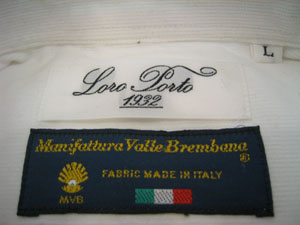 L
Loro Porto
1932
Manifattura Valle Brembana ®
MVB
FABRIC MADE IN ITALY